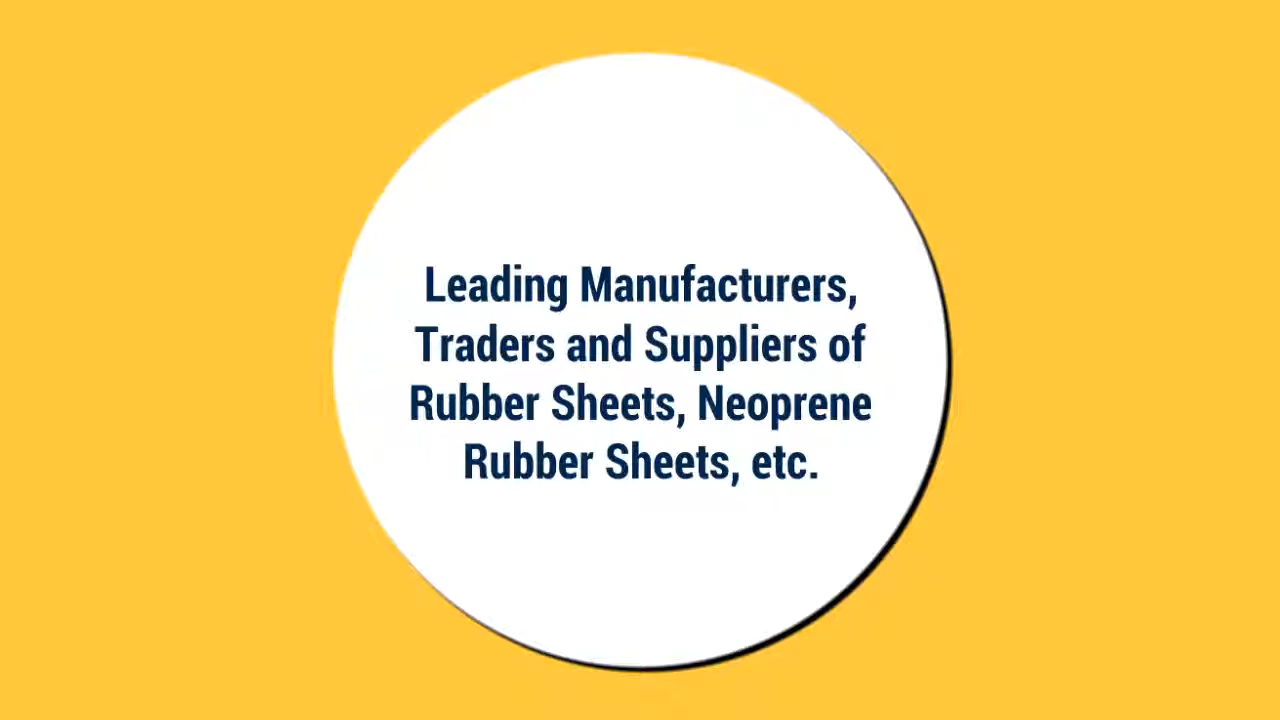 Leading Manufacturers,
Traders and Suppliers of
Rubber Sheets, Neoprene
Rubber Sheets, etc.